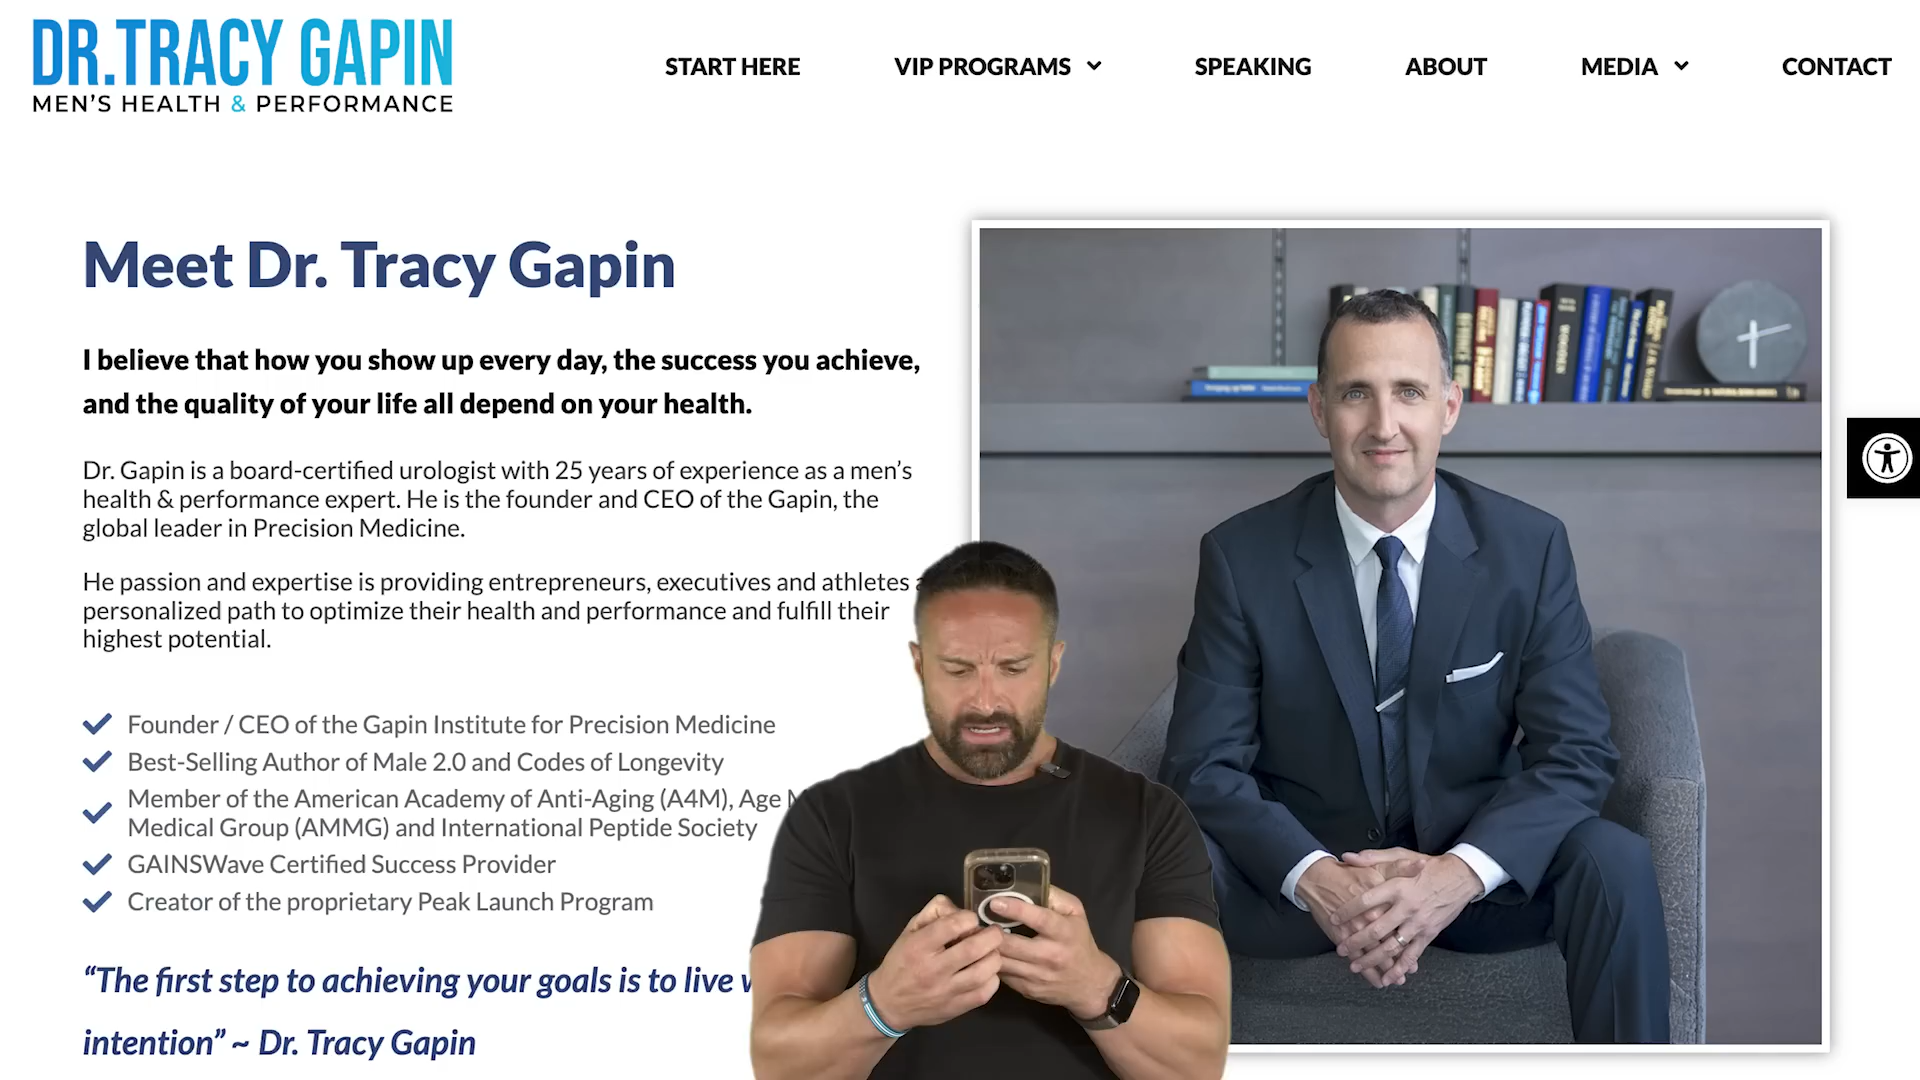 DR.TRACY GAPIN
MEN'S HEALTH & PERFORMANCE
START HERE
VIP PROGRAMS
SPEAKING
ABOUT
MEDIA
CONTACT
Meet Dr. Tracy Gapin
I believe that how you show up every day, the success you achieve,
and the quality of your life all depend on your health.
Dr. Gapin is a board-certified urologist with 25 years of experience as a men's
health & performance expert. He is the founder and CEO of the Gapin, the
global leader in Precision Medicine.
He passion and expertise is providing entrepreneurs, executives and athletes a
personalized path to optimize their health and performance and fulfill their
highest potential.
Founder / CEO of the Gapin Institute for Precision Medicine
Best-Selling Author of Male 2.0 and Codes of Longevity
Member of the American Academy of Anti-Aging (A4M), Age
Medical Group (AMMG) and International Peptide Society
GAINSWave Certified Success Provider
Creator of the proprietary Peak Launch Program
“The first step to achieving your goals is to live
intention” ~ Dr. Tracy Gapin